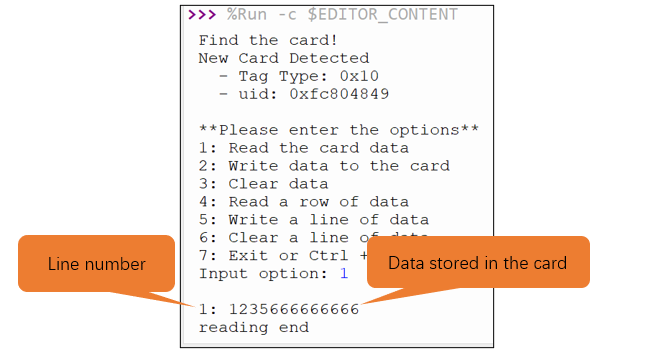 >>> %Run -c $EDITOR_CONTENT
Find the card!
New Card Detected
- Tag Type: 0x10
- uid: 0xfc804849
**Please enter the options**
1: Read the card data
2: Write data to the card
3: Clear data
4: Read a row of data
5: Write a line of data
6: Clear a line of data
7: Exit or Ctrl +
Input option: 1
1: 1235666666666
reading end
Line number
Data stored in the card